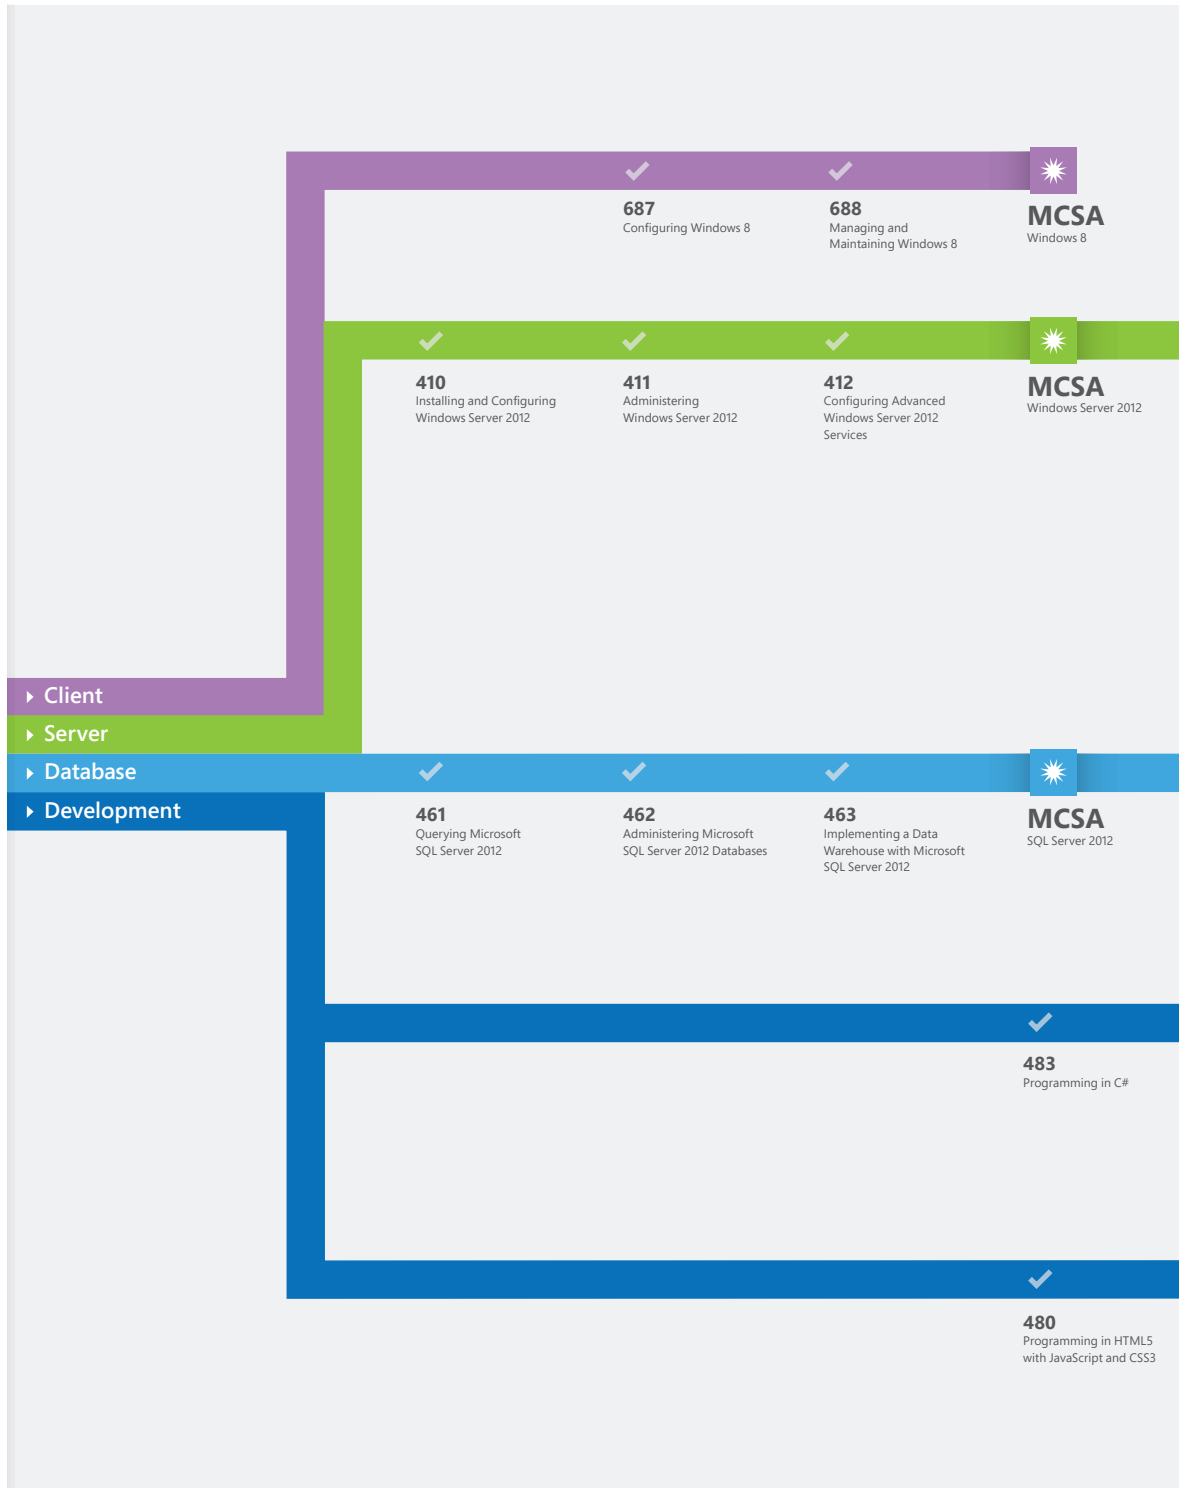 687
Configuring Windows 8
688
Managing and
Maintaining Windows 8
MCSA
Windows 8
410
Installing and Configuring
Windows Server 2012
411
Administering
Windows Server 2012
412
Configuring Advanced
Windows Server 2012
Services
MCSA
Windows Server 2012
Client
Server
Database
Development
461
Querying Microsoft
SQL Server 2012
462
Administering Microsoft
SQL Server 2012 Databases
463
Implementing a Data
Warehouse with Microsoft
SQL Server 2012
MCSA
SQL Server 2012
483
Programming in C#
480
Programming in HTML5
with JavaScript and CSS3